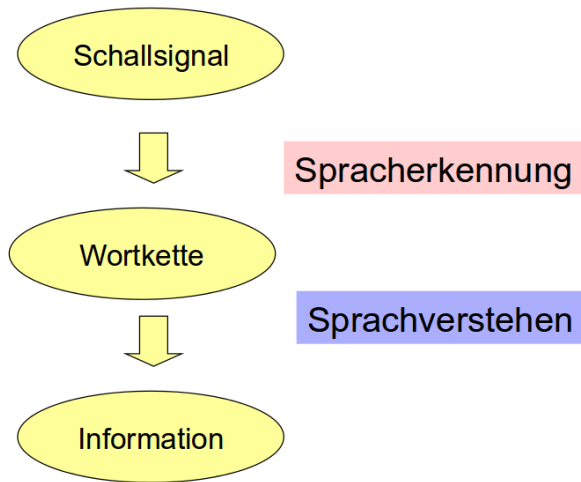 Schallsignal
Spracherkennung
Wortkette
Sprachverstehen
Information